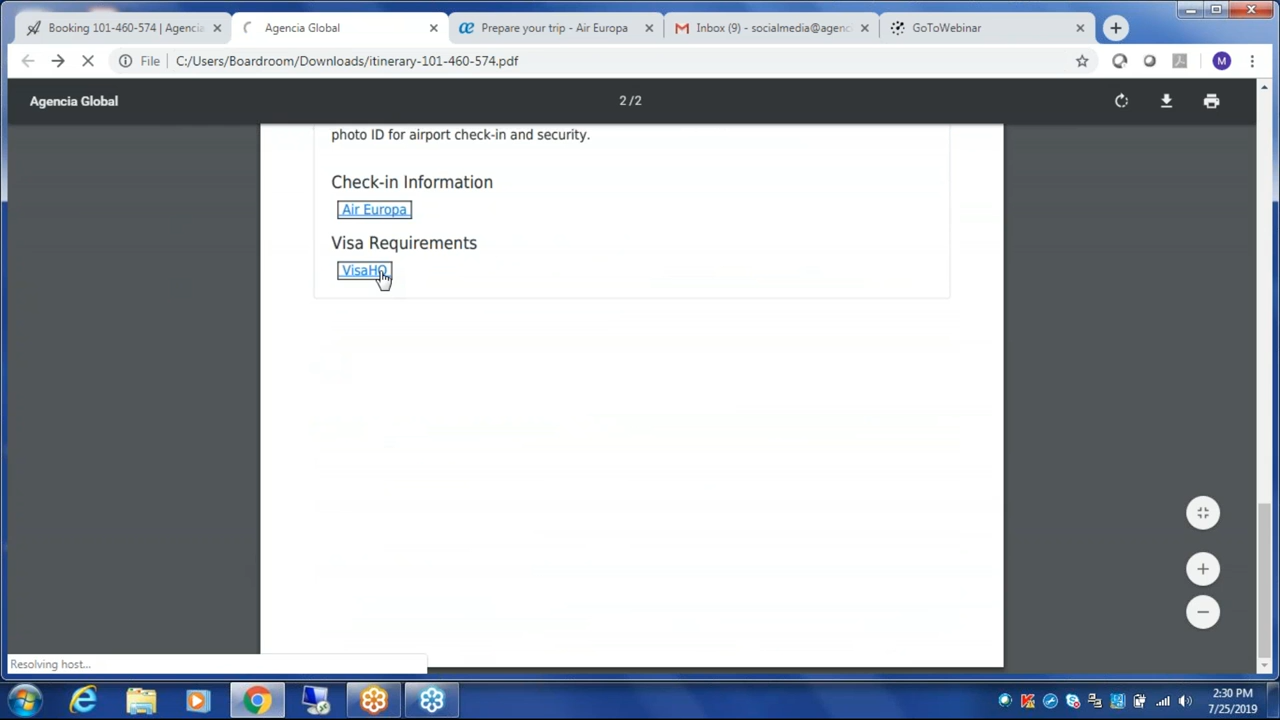 Booking 101-460-574 | Agencia
Agencia Global
Prepare your trip - Air Europa
Inbox (9) - socialmedia@agenc
GoToWebinar
File
C:/Users/Boardroom/Downloads/itinerary-101-460-574.pdf
M
Agencia Global
2 / 2
photo ID for airport check-in and security.
Check-in Information
Air Europa
Visa Requirements
VisaHQ
Resolving host...
2:30 PM
7/25/2019